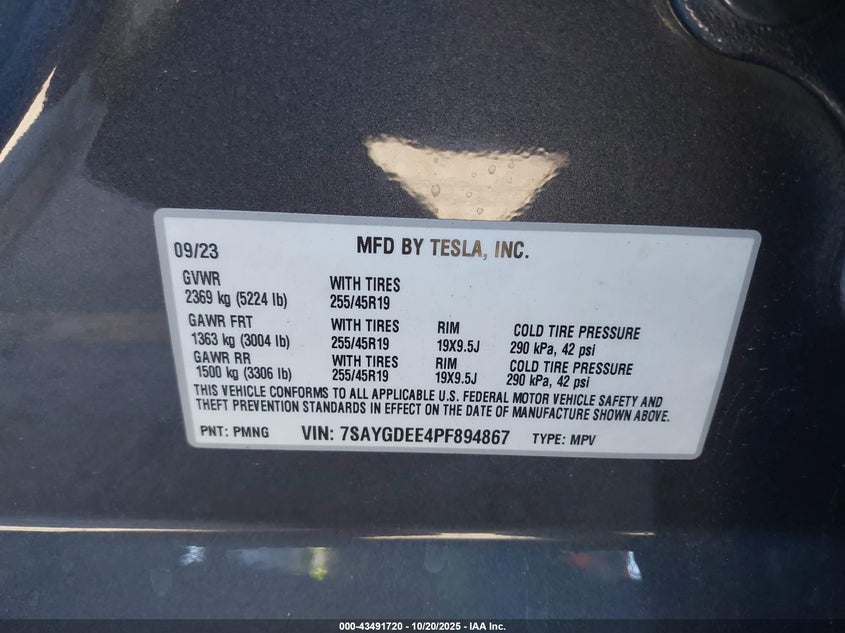 09/23 MFD BY TESLA, INC.
GVWR WITH TIRES
2369 kg (5224 lb) 255/45R19
GAWR FRT WITH TIRES RIM COLD TIRE PRESSURE
1363 kg (3004 lb) 255/45R19 19X9.5J 290 kPa, 42 psi
GAWR RR WITH TIRES RIM COLD TIRE PRESSURE
1500 kg (3306 lb) 255/45R19 19X9.5J 290 kPa, 42 psi
THIS VEHICLE CONFORMS TO ALL APPLICABLE U.S. FEDERAL MOTOR VEHICLE SAFETY AND
THEFT PREVENTION STANDARDS IN EFFECT ON THE DATE OF MANUFACTURE SHOWN ABOVE.
PNT: PMNG VIN: 7SAYGDEE4PF894867 TYPE: MPV
000-43491720 - 10/20/2025 - IAA Inc.